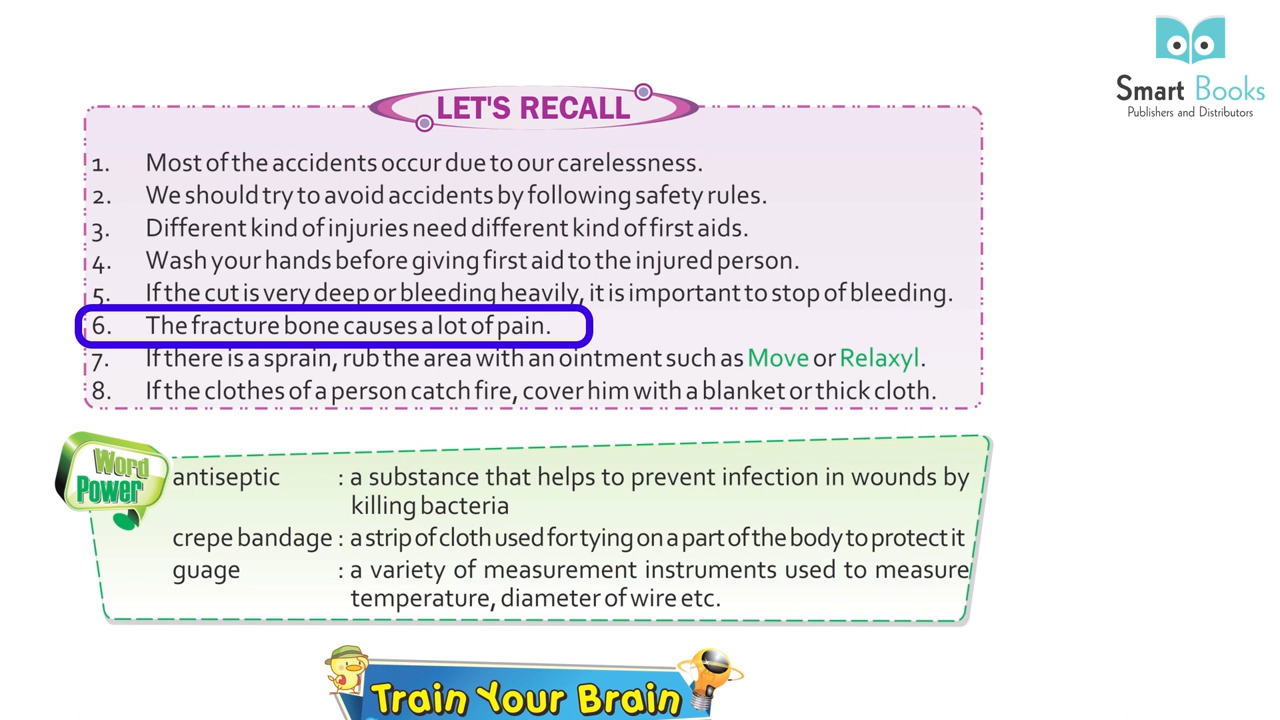 Smart Books
Publishers and Distributors
LET'S RECALL
1. Most of the accidents occur due to our carelessness.
2. We should try to avoid accidents by following safety rules.
3. Different kind of injuries need different kind of first aids.
4. Wash your hands before giving first aid to the injured person.
5. If the cut is very deep or bleeding heavily, it is important to stop of bleeding.
6. The fracture bone causes a lot of pain.
7. If there is a sprain, rub the area with an ointment such as Move or Relaxyl.
8. If the clothes of a person catch fire, cover him with a blanket or thick cloth.
Word
Power
antiseptic : a substance that helps to prevent infection in wounds by
killing bacteria
crepe bandage : a strip of cloth used for tying on a part of the body to protect it
guage : a variety of measurement instruments used to measure
temperature, diameter of wire etc.
Train Your Brain